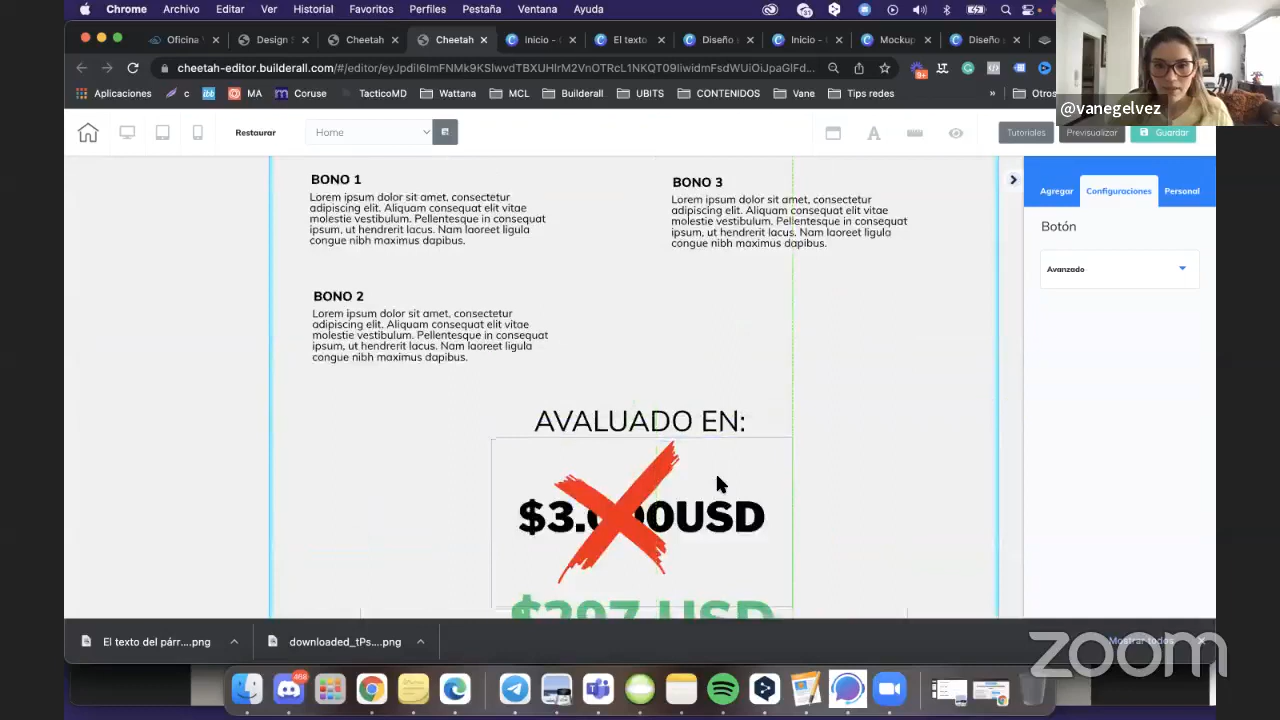 Chrome Archivo Editar Ver Historial Favoritos Perfiles Pestaña Ventana Ayuda
Oficina V Design S Cheetah Cheetah Inicio - C El texto Diseño Inicio - Mockup Diseño
cheetah-editor.builderall.com/#/editor/
Aplicaciones c MA Coruse TacticoMD Watana MCL Builderall UBITS CONTENIDOS Vane Tips redes » Otros
@vanegelvez
Restaurar Home Tutoriales Previsualizar Guardar
Agregar Configuraciones Personal
Botón
Avanzado
BONO 1
Lorem ipsum dolor sit amet, consectetur
adipiscing elit. Aliquam consequat elit vitae
molestie vestibulum. Pellentesque in consequat
ipsum, ut hendrerit lacus. Nam laoreet ligula
congue nibh maximus dapibus.
BONO 3
Lorem ipsum dolor sit amet, consectetur
adipiscing elit. Aliquam consequat elit vitae
molestie vestibulum. Pellentesque in consequat
ipsum, ut hendrerit lacus. Nam laoreet ligula
congue nibh maximus dapibus.
BONO 2
Lorem ipsum dolor sit amet, consectetur
adipiscing elit. Aliquam consequat elit vitae
molestie vestibulum. Pellentesque in consequat
ipsum, ut hendrerit lacus. Nam laoreet ligula
congue nibh maximus dapibus.
AVALUADO EN:
$3.000USD
$397 USD
El texto del párr....png downloaded_tPs....png Mostrar todos
zoom
468